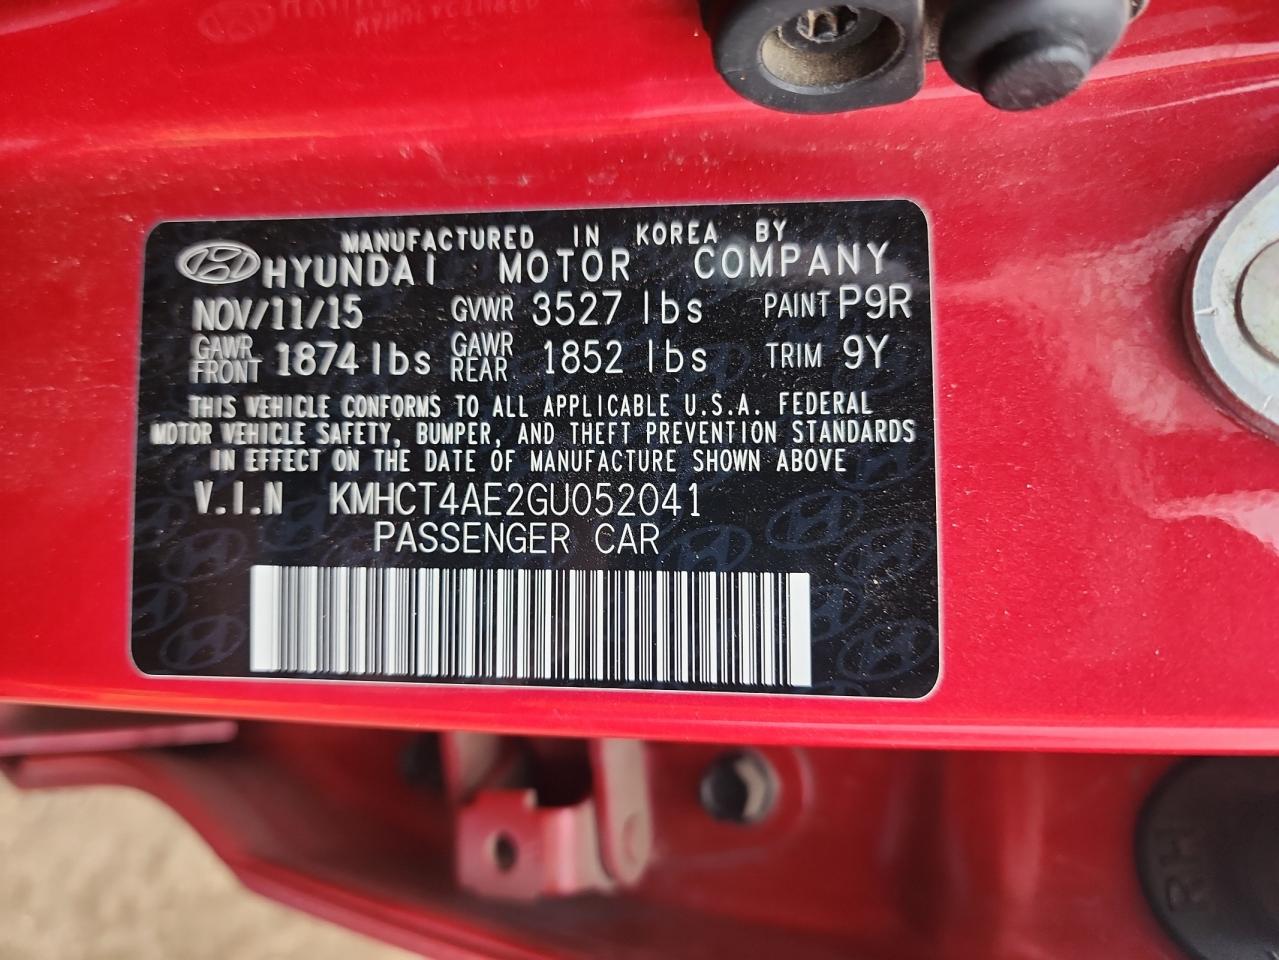 MANUFACTURED IN KOREA BY
HYUNDAI MOTOR COMPANY
NOV/11/15 GVWR 3527 lbs PAINT P9R
GAWR FRONT 1874 lbs GAWR REAR 1852 lbs TRIM 9Y
THIS VEHICLE CONFORMS TO ALL APPLICABLE U.S.A. FEDERAL
MOTOR VEHICLE SAFETY, BUMPER, AND THEFT PREVENTION STANDARDS
IN EFFECT ON THE DATE OF MANUFACTURE SHOWN ABOVE
V.I.N KMHCT4AE2GU052041
PASSENGER CAR
RH